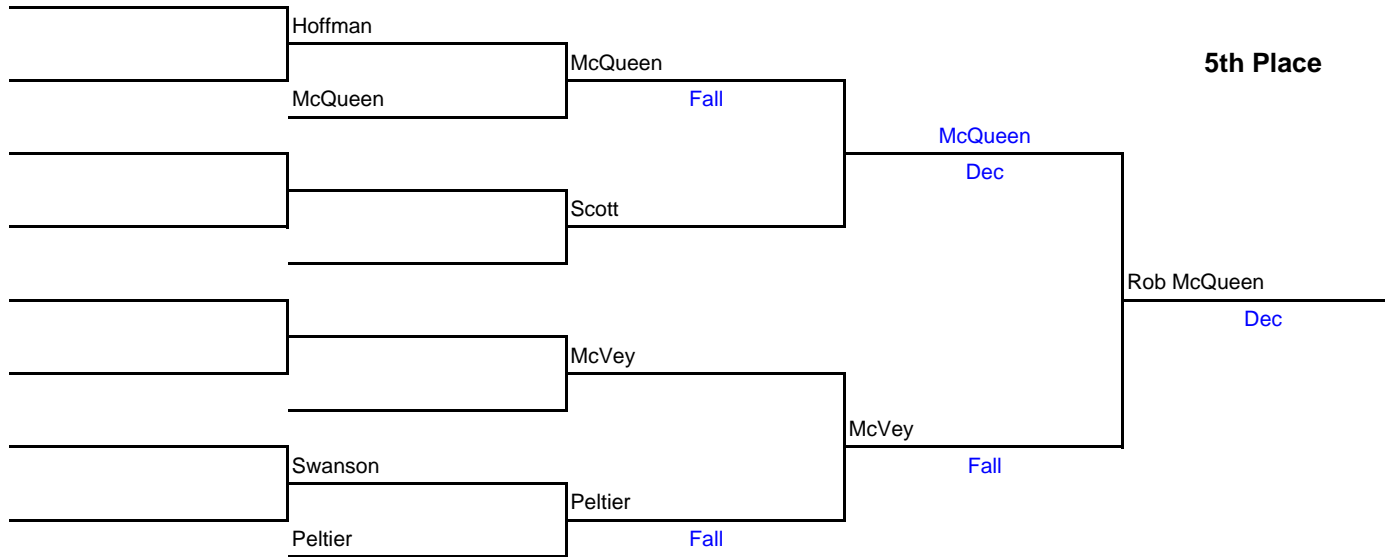 Hoffman
McQueen
5th Place
McQueen
Fall
McQueen
Dec
Scott
Rob McQueen
Dec
McVey
McVey
Fall
Swanson
Peltier
Peltier
Fall